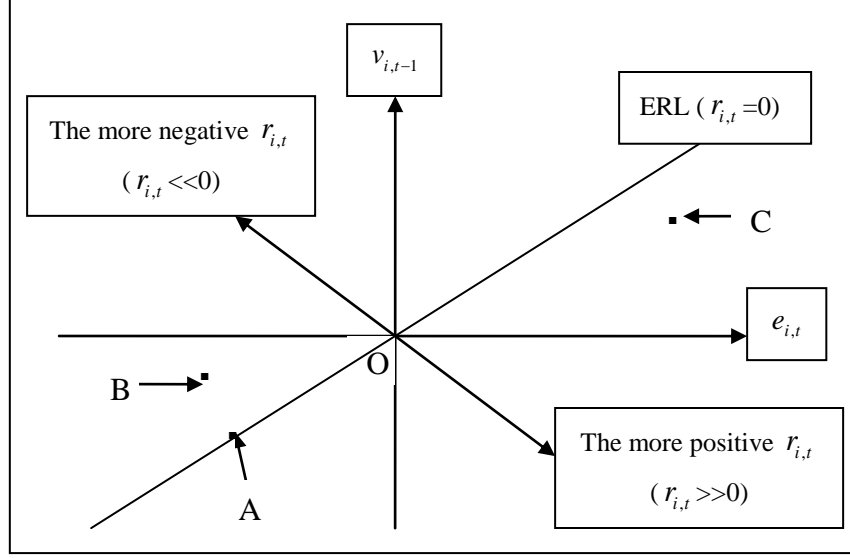 v_{i,t−1}
ERL ( r_{i,t} =0)
The more negative r_{i,t}
( r_{i,t} <<0)
C
e_{i,t}
O
B
The more positive r_{i,t}
( r_{i,t} >>0)
A